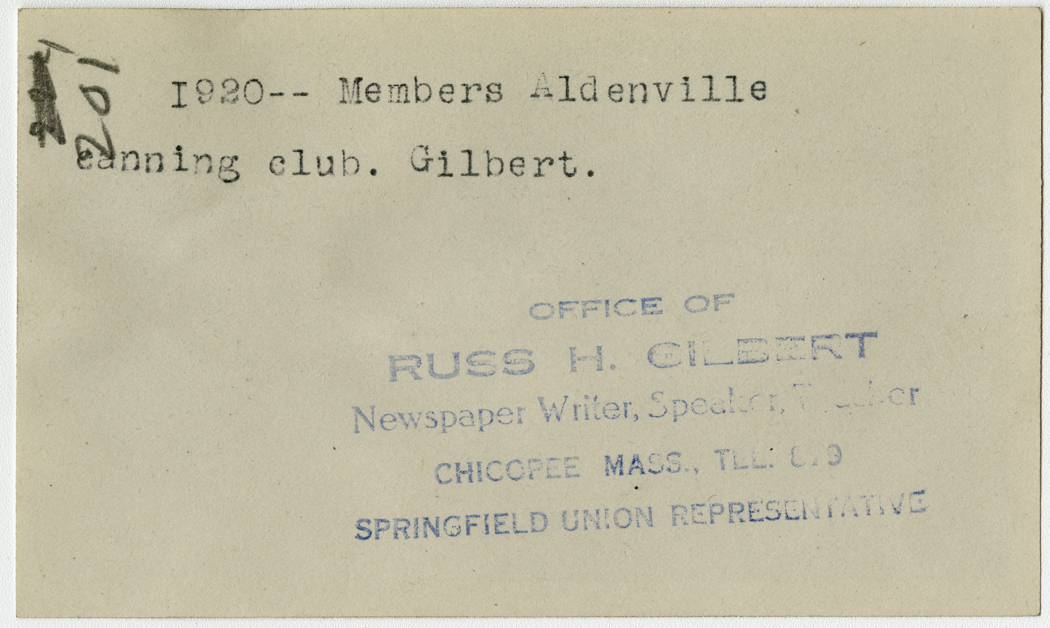 201
1920-- Members Aldenville
canning club. Gilbert.
OFFICE OF
RUSS H. GILBERT
Newspaper Writer, Speaker,
CHICOPEE MASS., TEL.
SPRINGFIELD UNION REPRESENTATIVE